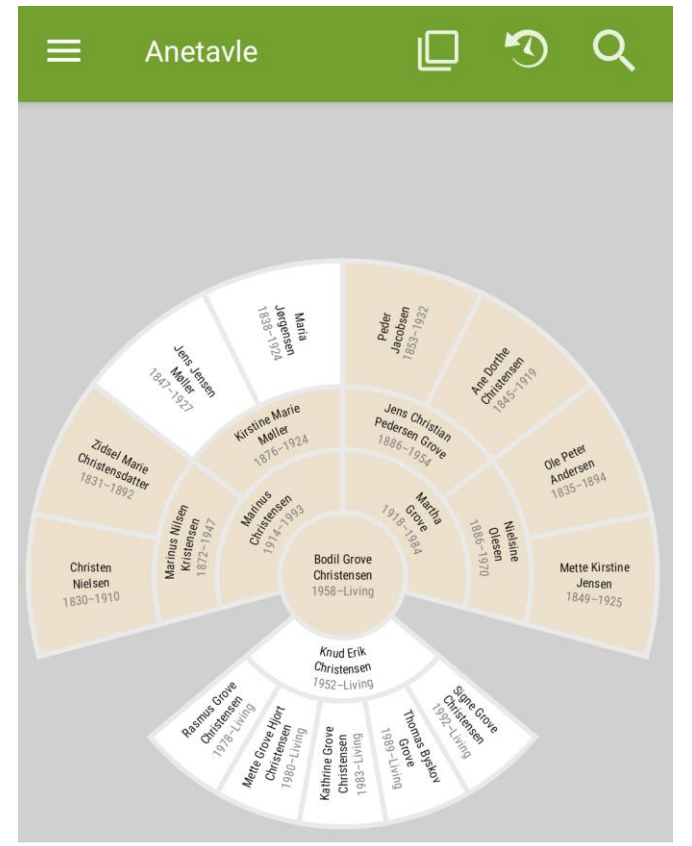 Anetavle
Jens Jensen
Møller
1847–1927
Maria
Jørgensen
1838–1924
Peder
Jacobsen
1853–1932
Ane Dorthe
Christensen
1845–1919
Zidsel Marie
Christensdatter
1831–1892
Kirstine Marie
Møller
1876–1924
Jens Christian
Pedersen Grove
1886–1954
Ole Peter
Andersen
1835–1894
Christen
Nielsen
1830–1910
Marinus Nilsen
Kristensen
1872–1947
Marinus
Christensen
1914–1993
Martha
Grove
1918–1984
Nielsine
Olesen
1886–1970
Mette Kirstine
Jensen
1849–1925
Bodil Grove
Christensen
1958–Living
Knud Erik
Christensen
1952–Living
Rasmus Grove
Christensen
1978–Living
Mette Grove Hjort
Christensen
1980–Living
Kathrine Grove
Christensen
1983–Living
Thomas Byskov
Grove
1989–Living
Signe Grove
Christensen
1992–Living